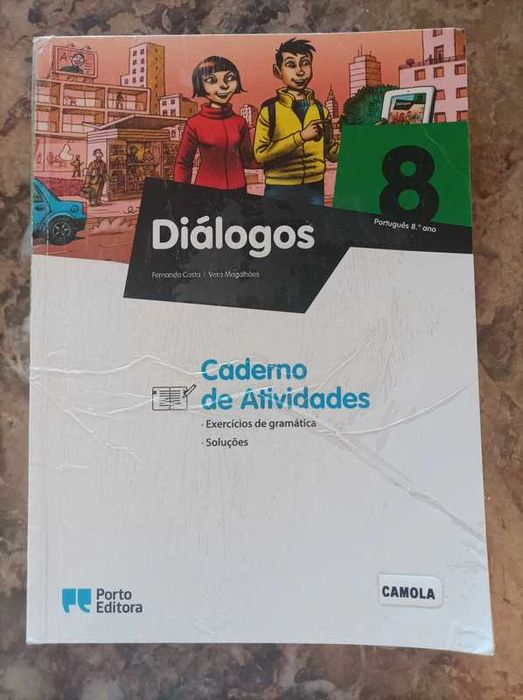 8
Português 8.º ano
Diálogos
Fernanda Costa | Vera Magalhães
Caderno
de Atividades
· Exercícios de gramática
· Soluções
Porto
Editora
CAMOLA